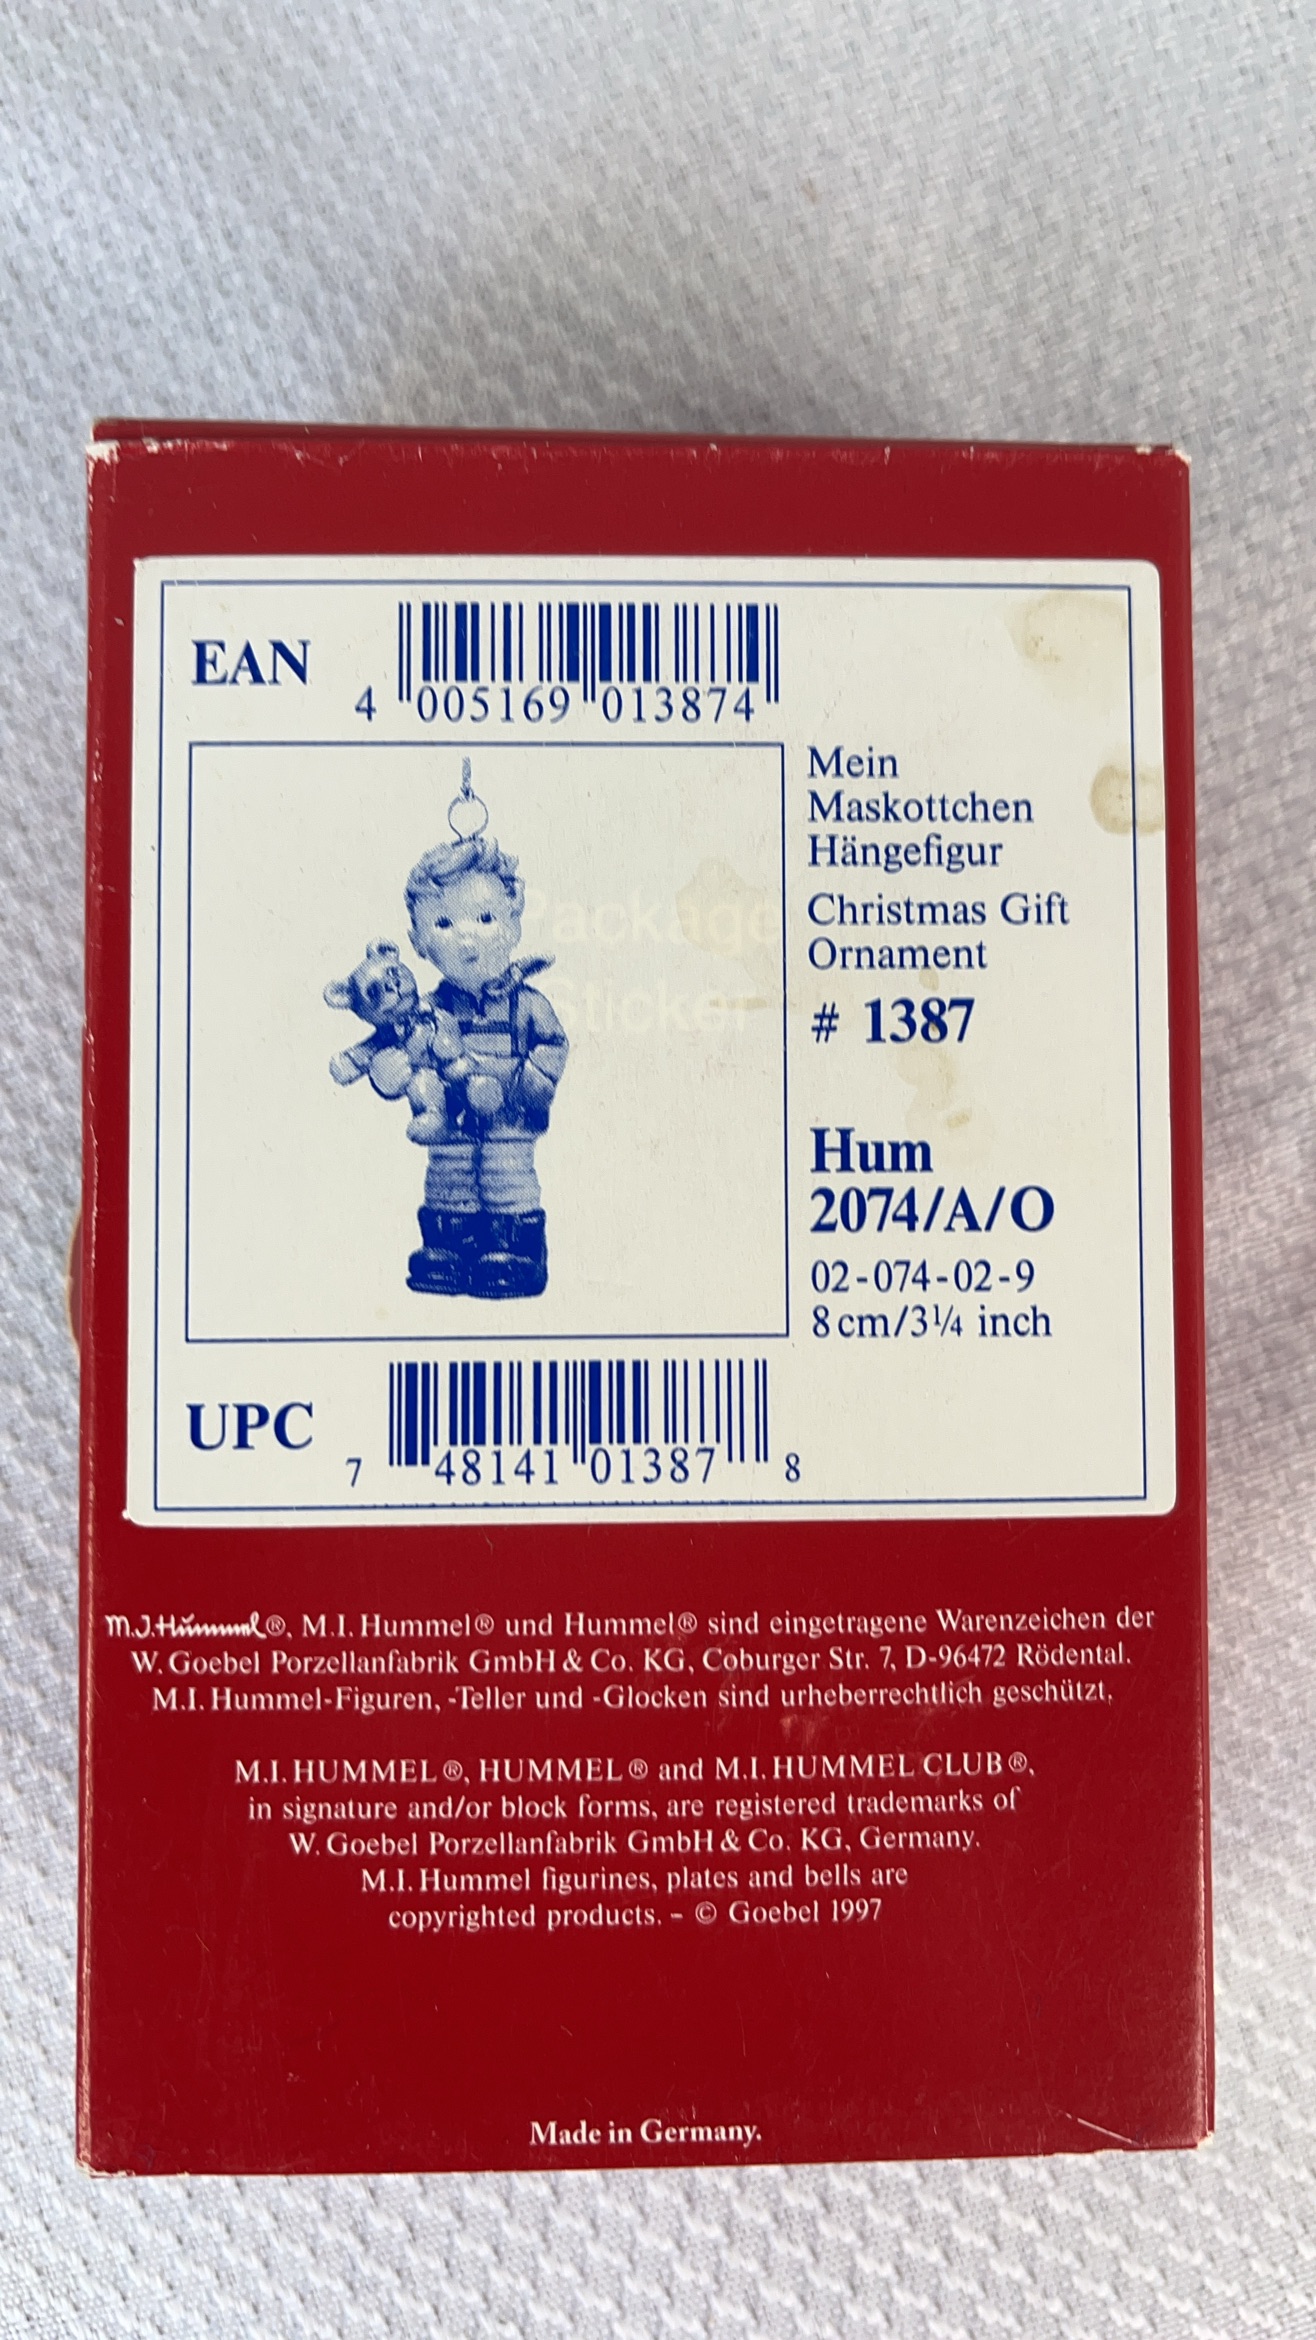 EAN
4 005169 013874
Mein
Maskottchen
Hängefigur
Christmas Gift
Ornament
# 1387
Package
Sticker
Hum
2074/A/O
02-074-02-9
8 cm/3¼ inch
UPC
7 48141 01387 8
M.J.Hummel®, M.I. Hummel® und Hummel® sind eingetragene Warenzeichen der
W. Goebel Porzellanfabrik GmbH & Co. KG, Coburger Str. 7, D-96472 Rödental.
M.I. Hummel-Figuren, -Teller und -Glocken sind urheberrechtlich geschützt.
M.I. HUMMEL®, HUMMEL® and M.I. HUMMEL CLUB®,
in signature and/or block forms, are registered trademarks of
W. Goebel Porzellanfabrik GmbH & Co. KG, Germany.
M.I. Hummel figurines, plates and bells are
copyrighted products. – © Goebel 1997
Made in Germany.